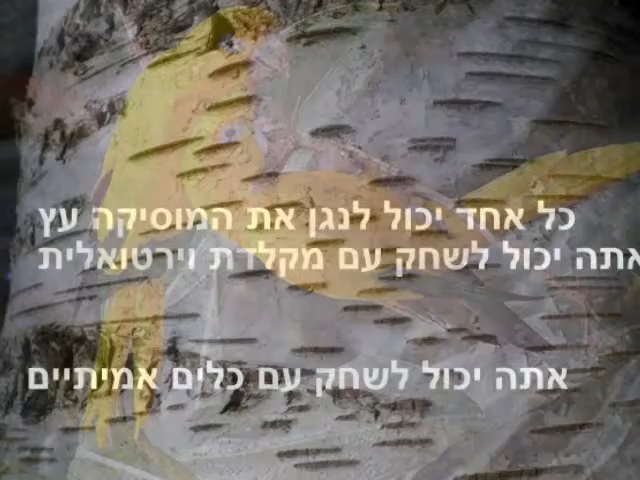 כל אחד יכול לנגן את המוסיקה עץ
אתה יכול לשחק עם מקלדת וירטואלית
אתה יכול לשחק עם כלים אמיתיים